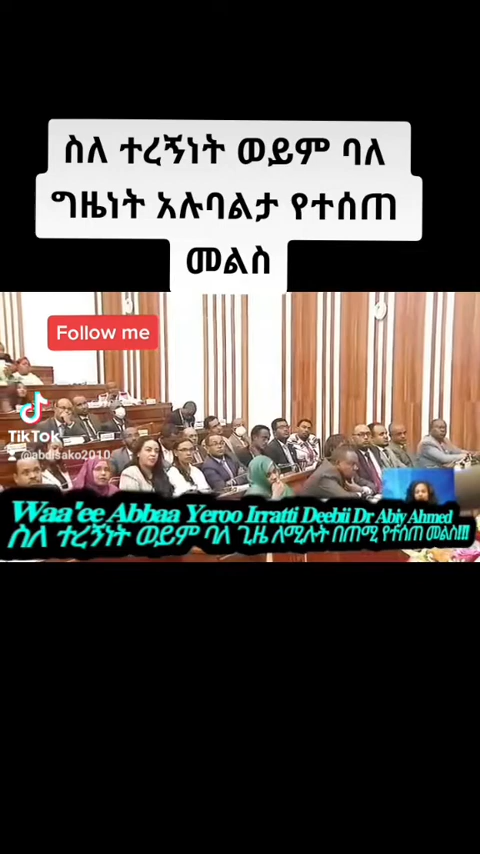 ስለ ተረኝነት ወይም ባለ
ግዜነት አሉባልታ የተሰጠ
መልስ
Follow me
TikTok
@abdisako2010
Waa'ee Abbaa Yeroo Irratti Deebii Dr Abiy Ahmed
ስለ ተረኝነት ወይም ባለ ጊዜ ለሚሉት በጠሚ የተሰጠ መልስ!!!